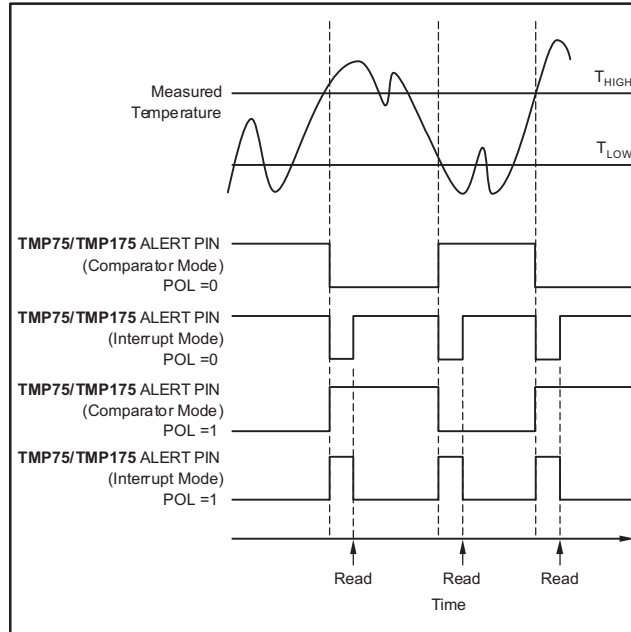 T_HIGH
Measured
Temperature
T_LOW
TMP75/TMP175 ALERT PIN
(Comparator Mode)
POL =0
TMP75/TMP175 ALERT PIN
(Interrupt Mode)
POL =0
TMP75/TMP175 ALERT PIN
(Comparator Mode)
POL =1
TMP75/TMP175 ALERT PIN
(Interrupt Mode)
POL =1
Read Read Read
Time